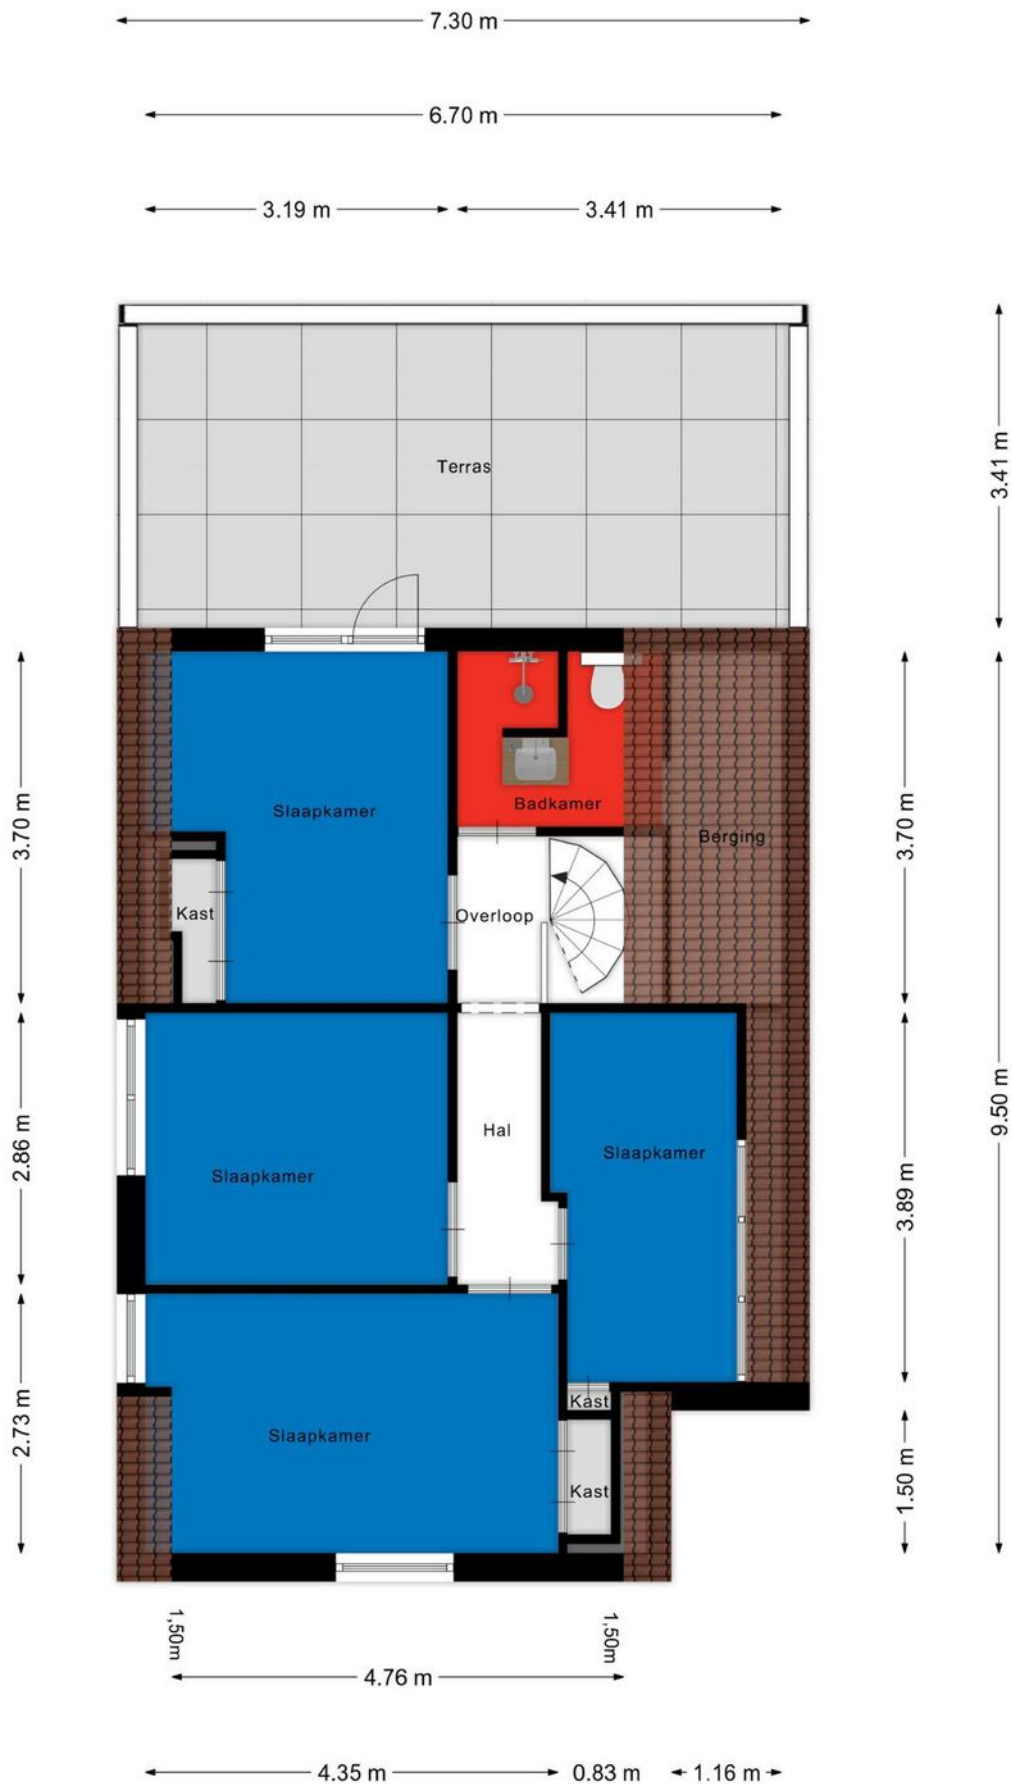 7.30 m
6.70 m
3.19 m
3.41 m
Terras
3.41 m
3.70 m
Slaapkamer
Badkamer
Berging
3.70 m
Kast
Overloop
2.86 m
Hal
Slaapkamer
Slaapkamer
3.89 m
9.50 m
2.73 m
Slaapkamer
Kast
Kast
1.50 m
1,50m
1,50m
4.76 m
4.35 m
0.83 m
1.16 m